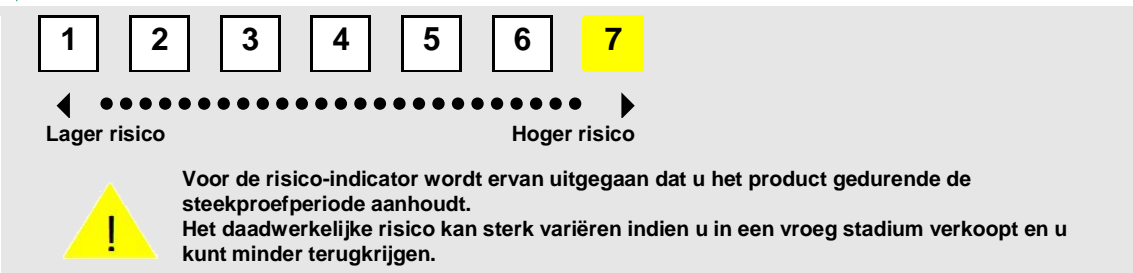 1 2 3 4 5 6 7
Lager risico Hoger risico
!
Voor de risico-indicator wordt ervan uitgegaan dat u het product gedurende de
steekproefperiode aanhoudt.
Het daadwerkelijke risico kan sterk variëren indien u in een vroeg stadium verkoopt en u
kunt minder terugkrijgen.